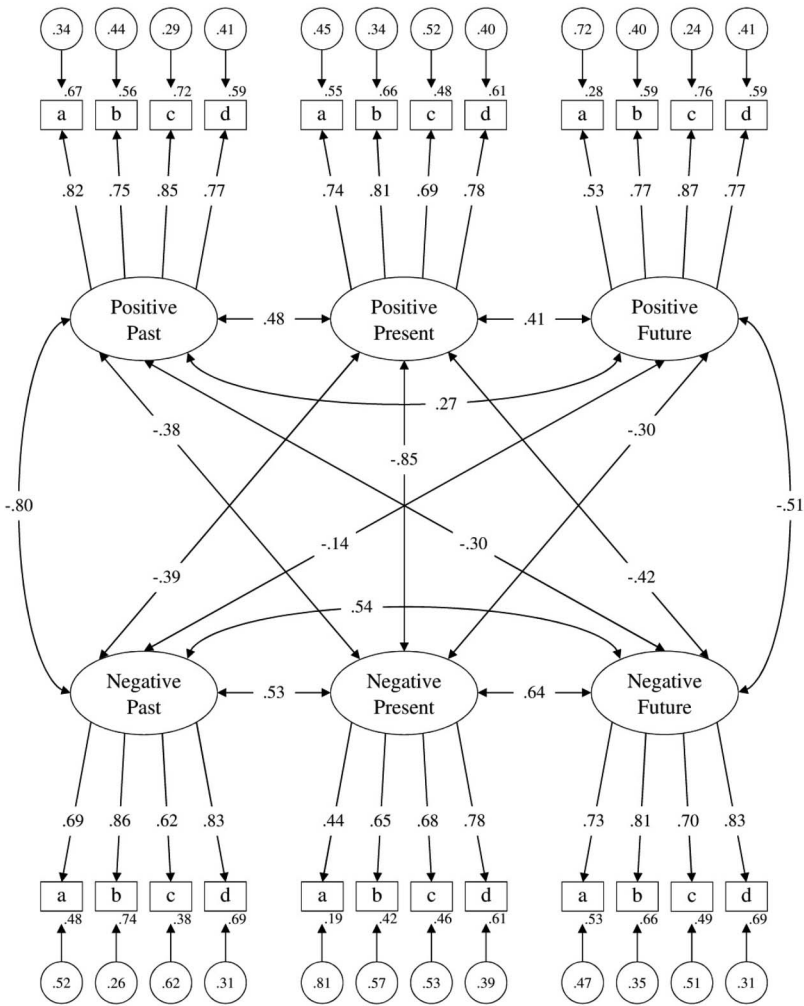 .34 .44 .29 .41 .45 .34 .52 .40 .72 .40 .24 .41
.67 .56 .72 .59 .55 .66 .48 .61 .28 .59 .76 .59
a b c d a b c d a b c d
.82 .75 .85 .77 .74 .81 .69 .78 .53 .77 .87 .77
Positive Past
.48
Positive Present
.41
Positive Future
.27
-.38 -.30
-.85
-.80 -.51
-.14 -.30
-.39 -.42
.54
Negative Past
.53
Negative Present
.64
Negative Future
.69 .86 .62 .83 .44 .65 .68 .78 .73 .81 .70 .83
a b c d a b c d a b c d
.48 .74 .38 .69 .19 .42 .46 .61 .53 .66 .49 .69
.52 .26 .62 .31 .81 .57 .53 .39 .47 .35 .51 .31